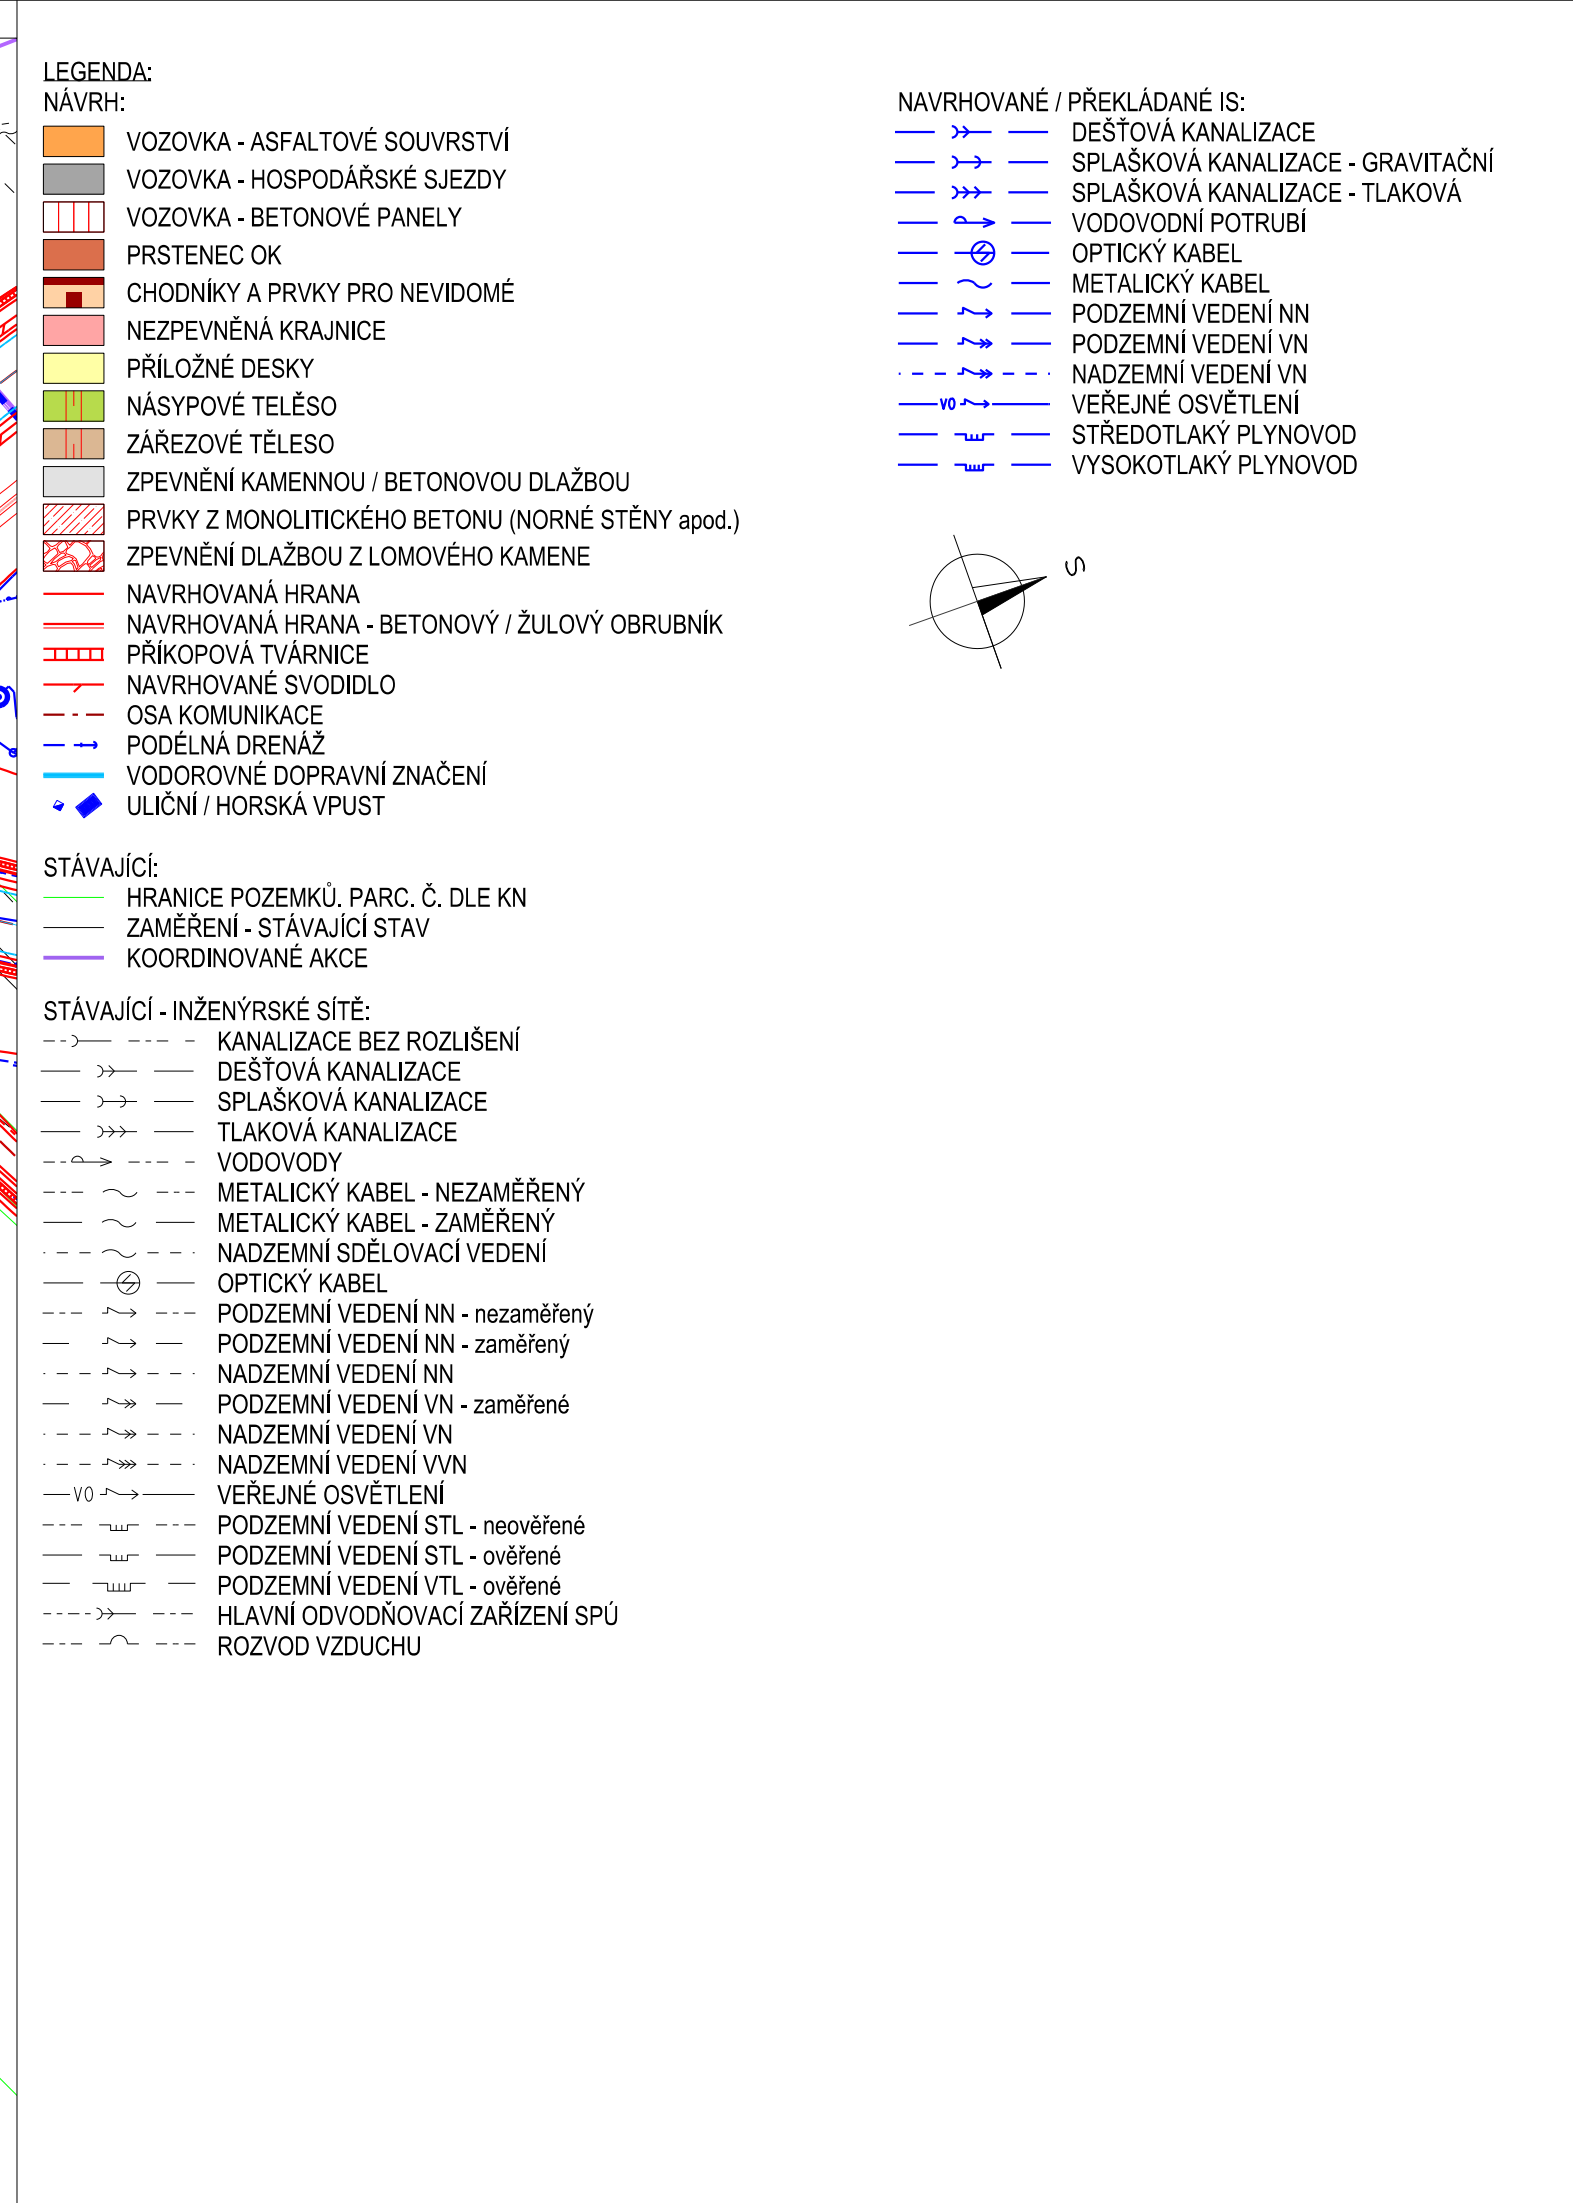 LEGENDA:
NÁVRH:
VOZOVKA - ASFALTOVÉ SOUVRSTVÍ
VOZOVKA - HOSPODÁŘSKÉ SJEZDY
VOZOVKA - BETONOVÉ PANELY
PRSTENEC OK
CHODNÍKY A PRVKY PRO NEVIDOMÉ
NEZPEVNĚNÁ KRAJNICE
PŘÍLOŽNÉ DESKY
NÁSYPOVÉ TELĚSO
ZÁŘEZOVÉ TĚLESO
ZPEVNĚNÍ KAMENNOU / BETONOVOU DLAŽBOU
PRVKY Z MONOLITICKÉHO BETONU (NORNÉ STĚNY apod.)
ZPEVNĚNÍ DLAŽBOU Z LOMOVÉHO KAMENE
NAVRHOVANÁ HRANA
NAVRHOVANÁ HRANA - BETONOVÝ / ŽULOVÝ OBRUBNÍK
PŘÍKOPOVÁ TVÁRNICE
NAVRHOVANÉ SVODIDLO
OSA KOMUNIKACE
PODÉLNÁ DRENÁŽ
VODOROVNÉ DOPRAVNÍ ZNAČENÍ
ULIČNÍ / HORSKÁ VPUST
STÁVAJÍCÍ:
HRANICE POZEMKŮ. PARC. Č. DLE KN
ZAMĚŘENÍ - STÁVAJÍCÍ STAV
KOORDINOVANÉ AKCE
STÁVAJÍCÍ - INŽENÝRSKÉ SÍTĚ:
KANALIZACE BEZ ROZLIŠENÍ
DEŠŤOVÁ KANALIZACE
SPLAŠKOVÁ KANALIZACE
TLAKOVÁ KANALIZACE
VODOVODY
METALICKÝ KABEL - NEZAMĚŘENÝ
METALICKÝ KABEL - ZAMĚŘENÝ
NADZEMNÍ SDĚLOVACÍ VEDENÍ
OPTICKÝ KABEL
PODZEMNÍ VEDENÍ NN - nezaměřený
PODZEMNÍ VEDENÍ NN - zaměřený
NADZEMNÍ VEDENÍ NN
PODZEMNÍ VEDENÍ VN - zaměřené
NADZEMNÍ VEDENÍ VN
NADZEMNÍ VEDENÍ VVN
VO VEŘEJNÉ OSVĚTLENÍ
PODZEMNÍ VEDENÍ STL - neověřené
PODZEMNÍ VEDENÍ STL - ověřené
PODZEMNÍ VEDENÍ VTL - ověřené
HLAVNÍ ODVODŇOVACÍ ZAŘÍZENÍ SPÚ
ROZVOD VZDUCHU
NAVRHOVANÉ / PŘEKLÁDANÉ IS:
DEŠŤOVÁ KANALIZACE
SPLAŠKOVÁ KANALIZACE - GRAVITAČNÍ
SPLAŠKOVÁ KANALIZACE - TLAKOVÁ
VODOVODNÍ POTRUBÍ
OPTICKÝ KABEL
METALICKÝ KABEL
PODZEMNÍ VEDENÍ NN
PODZEMNÍ VEDENÍ VN
NADZEMNÍ VEDENÍ VN
VO VEŘEJNÉ OSVĚTLENÍ
STŘEDOTLAKÝ PLYNOVOD
VYSOKOTLAKÝ PLYNOVOD
S